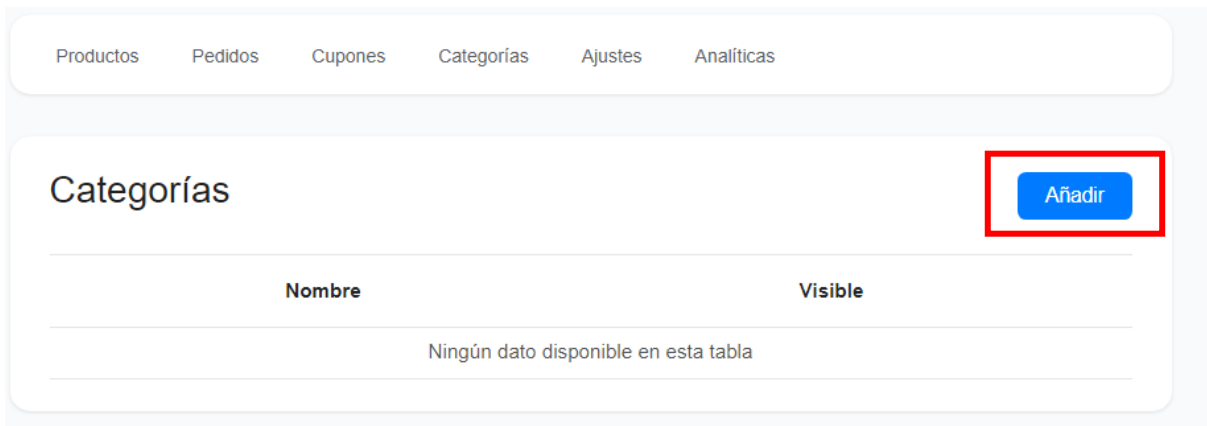 Productos Pedidos Cupones Categorías Ajustes Analíticas
Categorías
Añadir
Nombre Visible
Ningún dato disponible en esta tabla